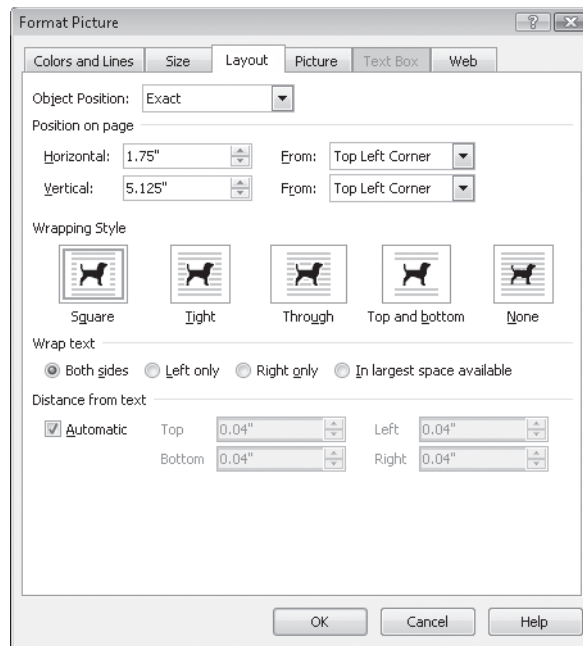 Format Picture
Colors and Lines Size Layout Picture Text Box Web
Object Position: Exact
Position on page
Horizontal: 1.75" From: Top Left Corner
Vertical: 5.125" From: Top Left Corner
Wrapping Style
Square Tight Through Top and bottom None
Wrap text
Both sides Left only Right only In largest space available
Distance from text
Automatic Top 0.04" Left 0.04"
Bottom 0.04" Right 0.04"
OK Cancel Help